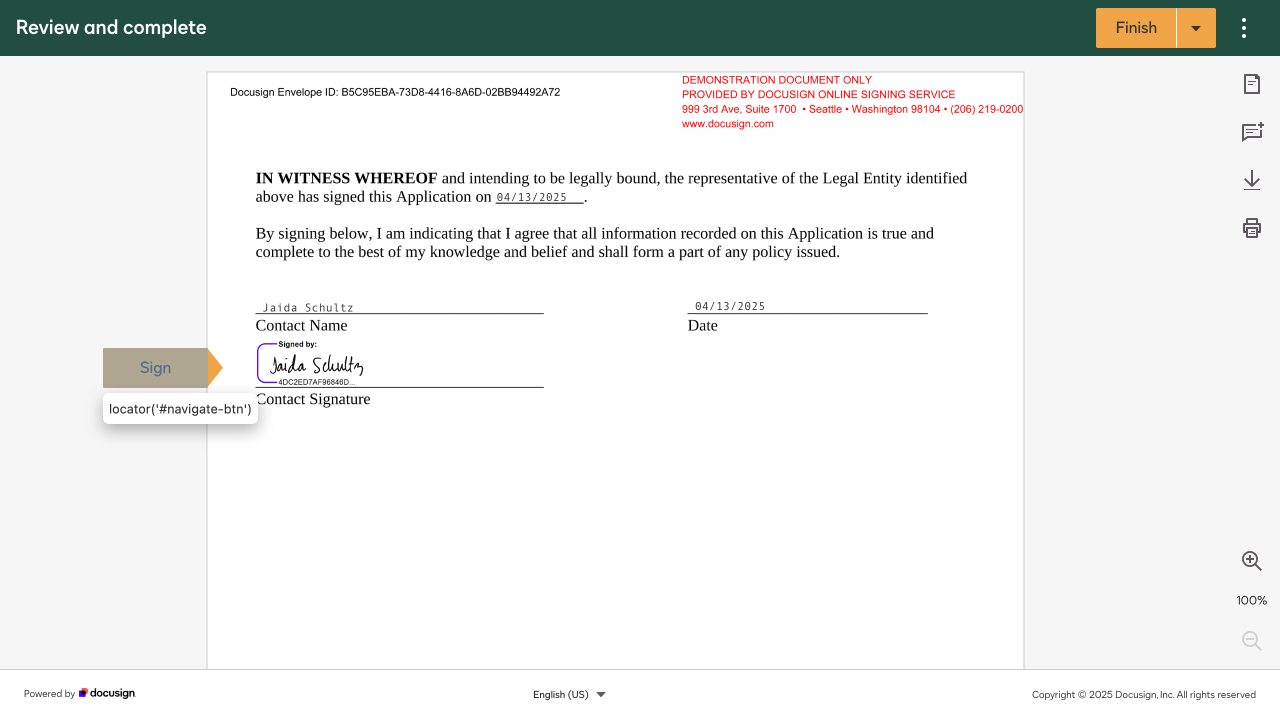 Review and complete
Finish
Docusign Envelope ID: B5C95EBA-73D8-4416-8A6D-02BB94492A72
DEMONSTRATION DOCUMENT ONLY
PROVIDED BY DOCUSIGN ONLINE SIGNING SERVICE
999 3rd Ave, Suite 1700 • Seattle • Washington 98104 • (206) 219-0200
www.docusign.com
IN WITNESS WHEREOF and intending to be legally bound, the representative of the Legal Entity identified
above has signed this Application on 04/13/2025.
By signing below, I am indicating that I agree that all information recorded on this Application is true and
complete to the best of my knowledge and belief and shall form a part of any policy issued.
Jaida Schultz
04/13/2025
Contact Name
Date
Signed by:
Sign
Jaida Schultz
4DC2ED7AF96846D...
Contact Signature
locator('#navigate-btn')
100%
Powered by docusign
English (US)
Copyright © 2025 Docusign, Inc. All rights reserved